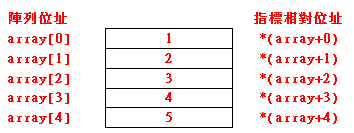 陣列位址 指標相對位址
array[0] 1 *(array+0)
array[1] 2 *(array+1)
array[2] 3 *(array+2)
array[3] 4 *(array+3)
array[4] 5 *(array+4)